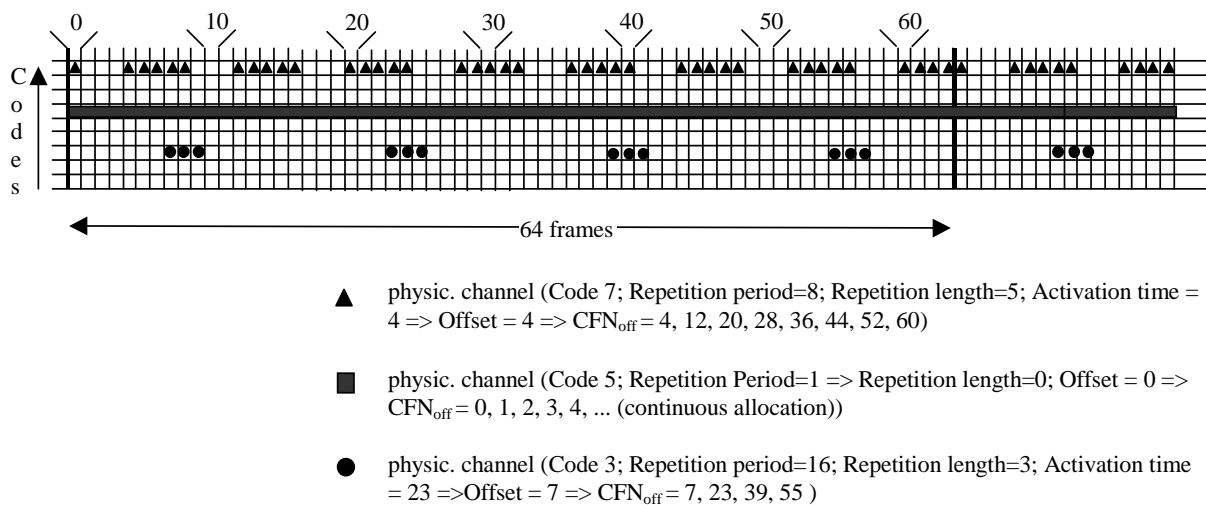 0 10 20 30 40 50 60
C
o
d
e
s
64 frames
physic. channel (Code 7; Repetition period=8; Repetition length=5; Activation time =
4 => Offset = 4 => CFNoff = 4, 12, 20, 28, 36, 44, 52, 60)
physic. channel (Code 5; Repetition Period=1 => Repetition length=0; Offset = 0 =>
CFNoff = 0, 1, 2, 3, 4, ... (continuous allocation))
physic. channel (Code 3; Repetition period=16; Repetition length=3; Activation time
= 23 =>Offset = 7 => CFNoff = 7, 23, 39, 55 )